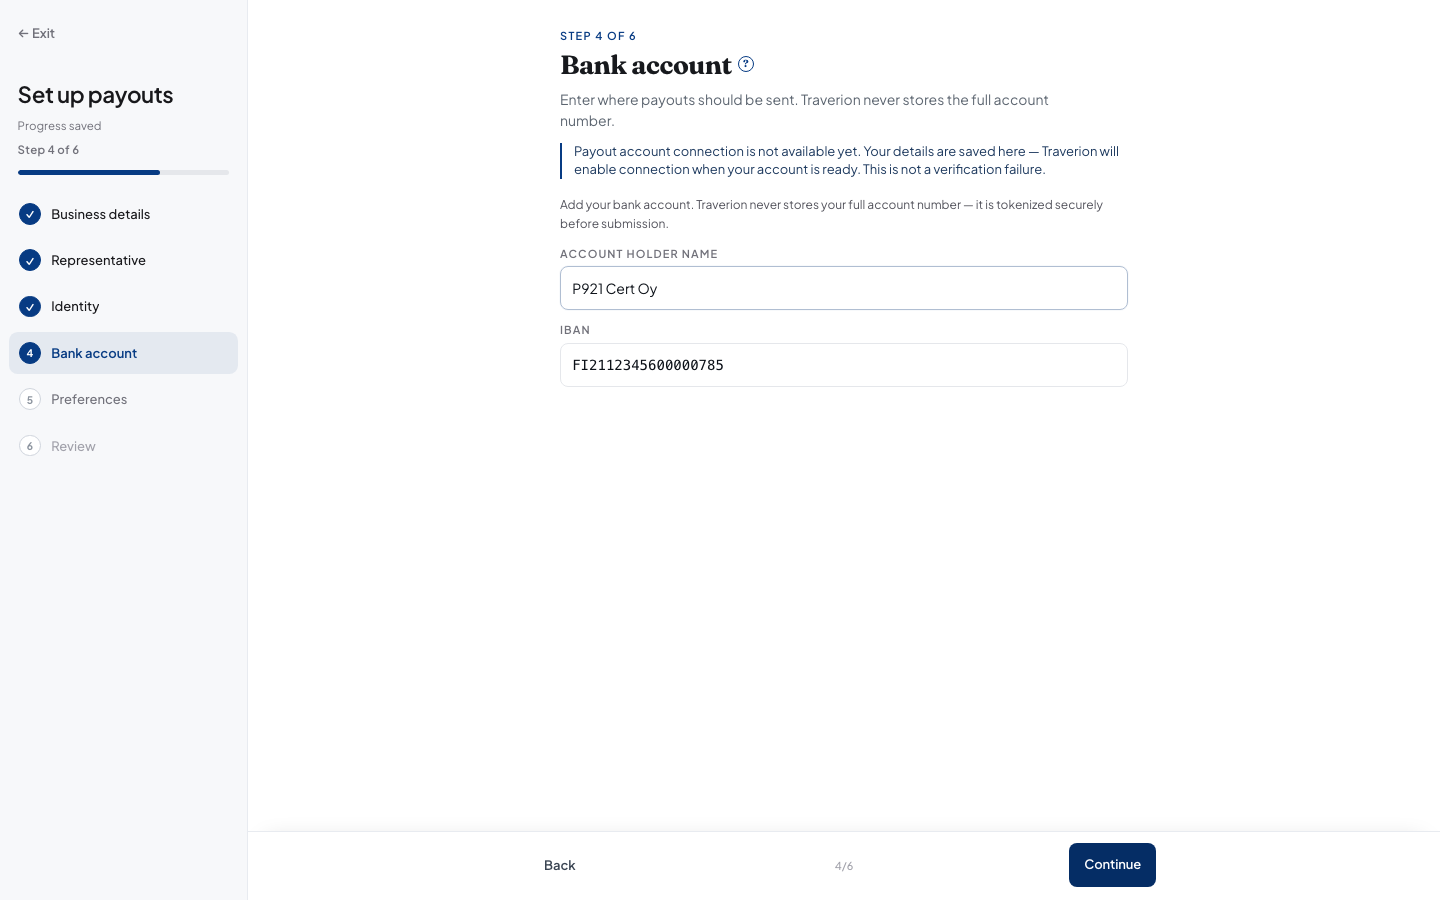 ← Exit
Set up payouts
Progress saved
Step 4 of 6
Business details
Representative
Identity
4 Bank account
5 Preferences
6 Review
STEP 4 OF 6
Bank account ?
Enter where payouts should be sent. Traverion never stores the full account
number.
Payout account connection is not available yet. Your details are saved here — Traverion will
enable connection when your account is ready. This is not a verification failure.
Add your bank account. Traverion never stores your full account number — it is tokenized securely
before submission.
ACCOUNT HOLDER NAME
P921 Cert Oy
IBAN
FI2112345600000785
Back
4/6
Continue